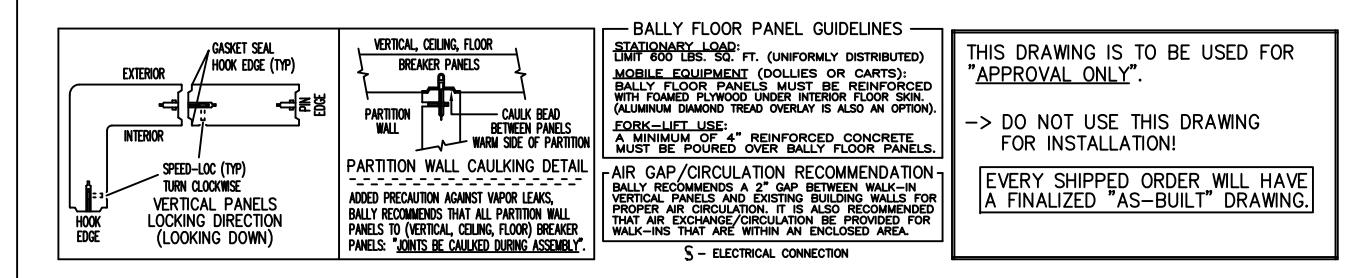 GASKET SEAL
HOOK EDGE (TYP)
EXTERIOR
PIN
EDGE
INTERIOR
SPEED-LOC (TYP)
TURN CLOCKWISE
HOOK
EDGE
VERTICAL PANELS
LOCKING DIRECTION
(LOOKING DOWN)
VERTICAL, CEILING, FLOOR
BREAKER PANELS
PARTITION
WALL
CAULK BEAD
BETWEEN PANELS
WARM SIDE OF PARTITION
PARTITION WALL CAULKING DETAIL
ADDED PRECAUTION AGAINST VAPOR LEAKS,
BALLY RECOMMENDS THAT ALL PARTITION WALL
PANELS TO (VERTICAL, CEILING, FLOOR) BREAKER
PANELS: "JOINTS BE CAULKED DURING ASSEMBLY".
BALLY FLOOR PANEL GUIDELINES
STATIONARY LOAD:
LIMIT 600 LBS. SQ. FT. (UNIFORMLY DISTRIBUTED)
MOBILE EQUIPMENT (DOLLIES OR CARTS):
BALLY FLOOR PANELS MUST BE REINFORCED
WITH FOAMED PLYWOOD UNDER INTERIOR FLOOR SKIN.
(ALUMINUM DIAMOND TREAD OVERLAY IS ALSO AN OPTION).
FORK-LIFT USE:
A MINIMUM OF 4" REINFORCED CONCRETE
MUST BE POURED OVER BALLY FLOOR PANELS.
AIR GAP/CIRCULATION RECOMMENDATION
BALLY RECOMMENDS A 2" GAP BETWEEN WALK-IN
VERTICAL PANELS AND EXISTING BUILDING WALLS FOR
PROPER AIR CIRCULATION. IT IS ALSO RECOMMENDED
THAT AIR EXCHANGE/CIRCULATION BE PROVIDED FOR
WALK-INS THAT ARE WITHIN AN ENCLOSED AREA.
S - ELECTRICAL CONNECTION
THIS DRAWING IS TO BE USED FOR
"APPROVAL ONLY".
-> DO NOT USE THIS DRAWING
FOR INSTALLATION!
EVERY SHIPPED ORDER WILL HAVE
A FINALIZED "AS-BUILT" DRAWING.